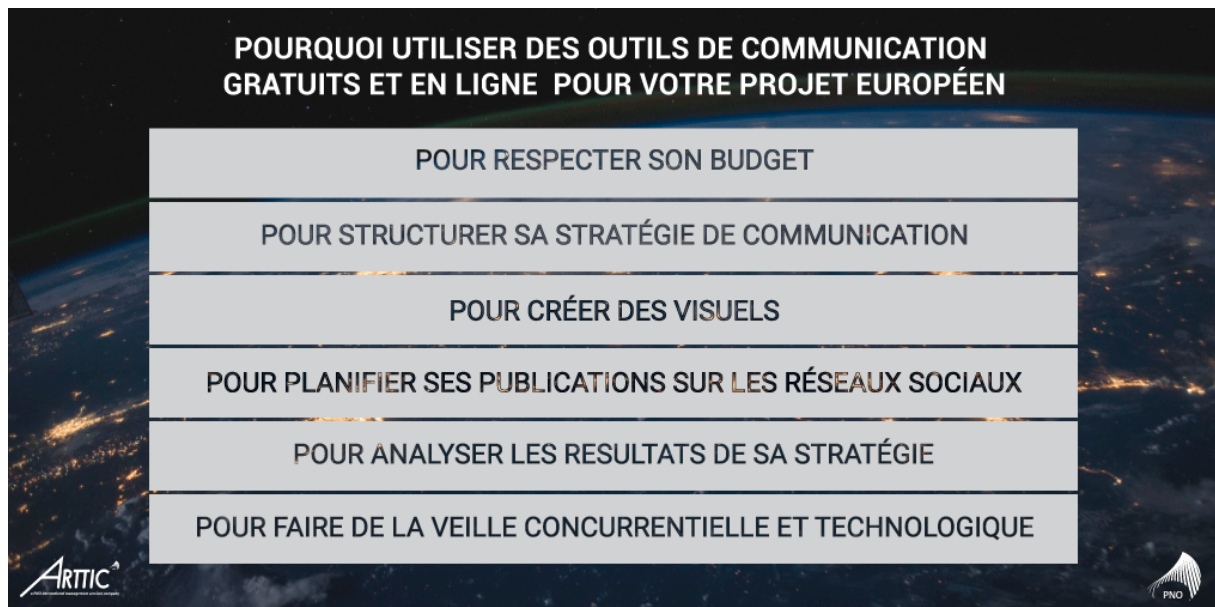 POURQUOI UTILISER DES OUTILS DE COMMUNICATION
GRATUITS ET EN LIGNE POUR VOTRE PROJET EUROPÉEN
POUR RESPECTER SON BUDGET
POUR STRUCTURER SA STRATÉGIE DE COMMUNICATION
POUR CRÉER DES VISUELS
POUR PLANIFIER SES PUBLICATIONS SUR LES RÉSEAUX SOCIAUX
POUR ANALYSER LES RESULTATS DE SA STRATÉGIE
POUR FAIRE DE LA VEILLE CONCURRENTIELLE ET TECHNOLOGIQUE
ARTTIC
PNO